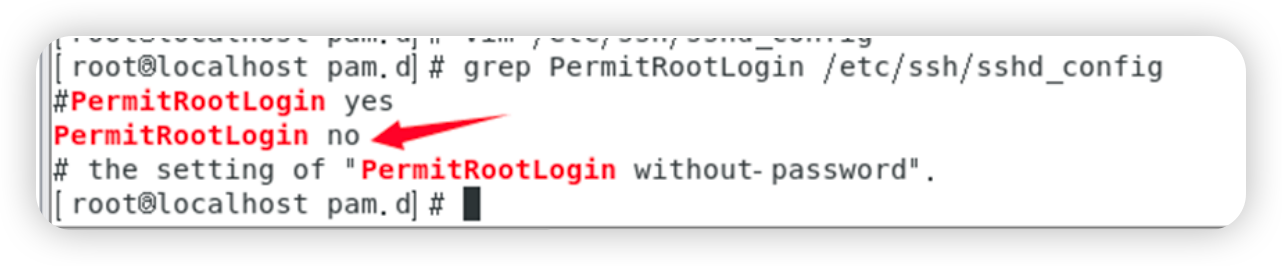 [root@localhost pam.d]# vim /etc/ssh/sshd_config
[root@localhost pam.d]# grep PermitRootLogin /etc/ssh/sshd_config
#PermitRootLogin yes
PermitRootLogin no
# the setting of "PermitRootLogin without-password".
[root@localhost pam.d]#